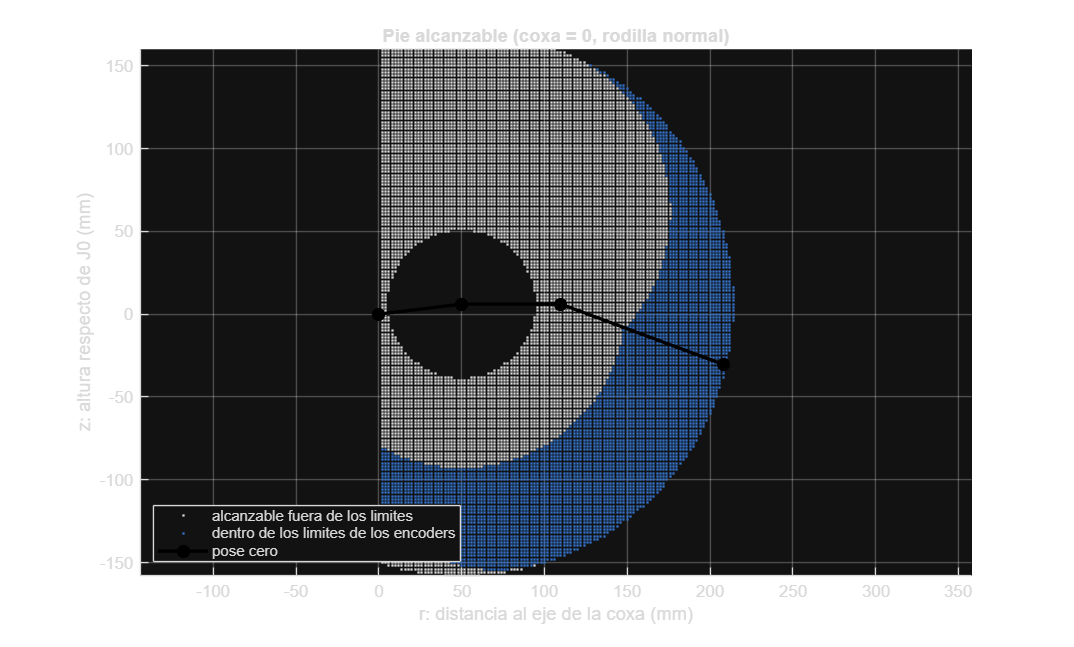 Pie alcanzable (coxa = 0, rodilla normal)
150
100
50
0
-50
-100
-150
z: altura respecto de J0 (mm)
alcanzable fuera de los limites
dentro de los limites de los encoders
pose cero
-100 -50 0 50 100 150 200 250 300 350
r: distancia al eje de la coxa (mm)